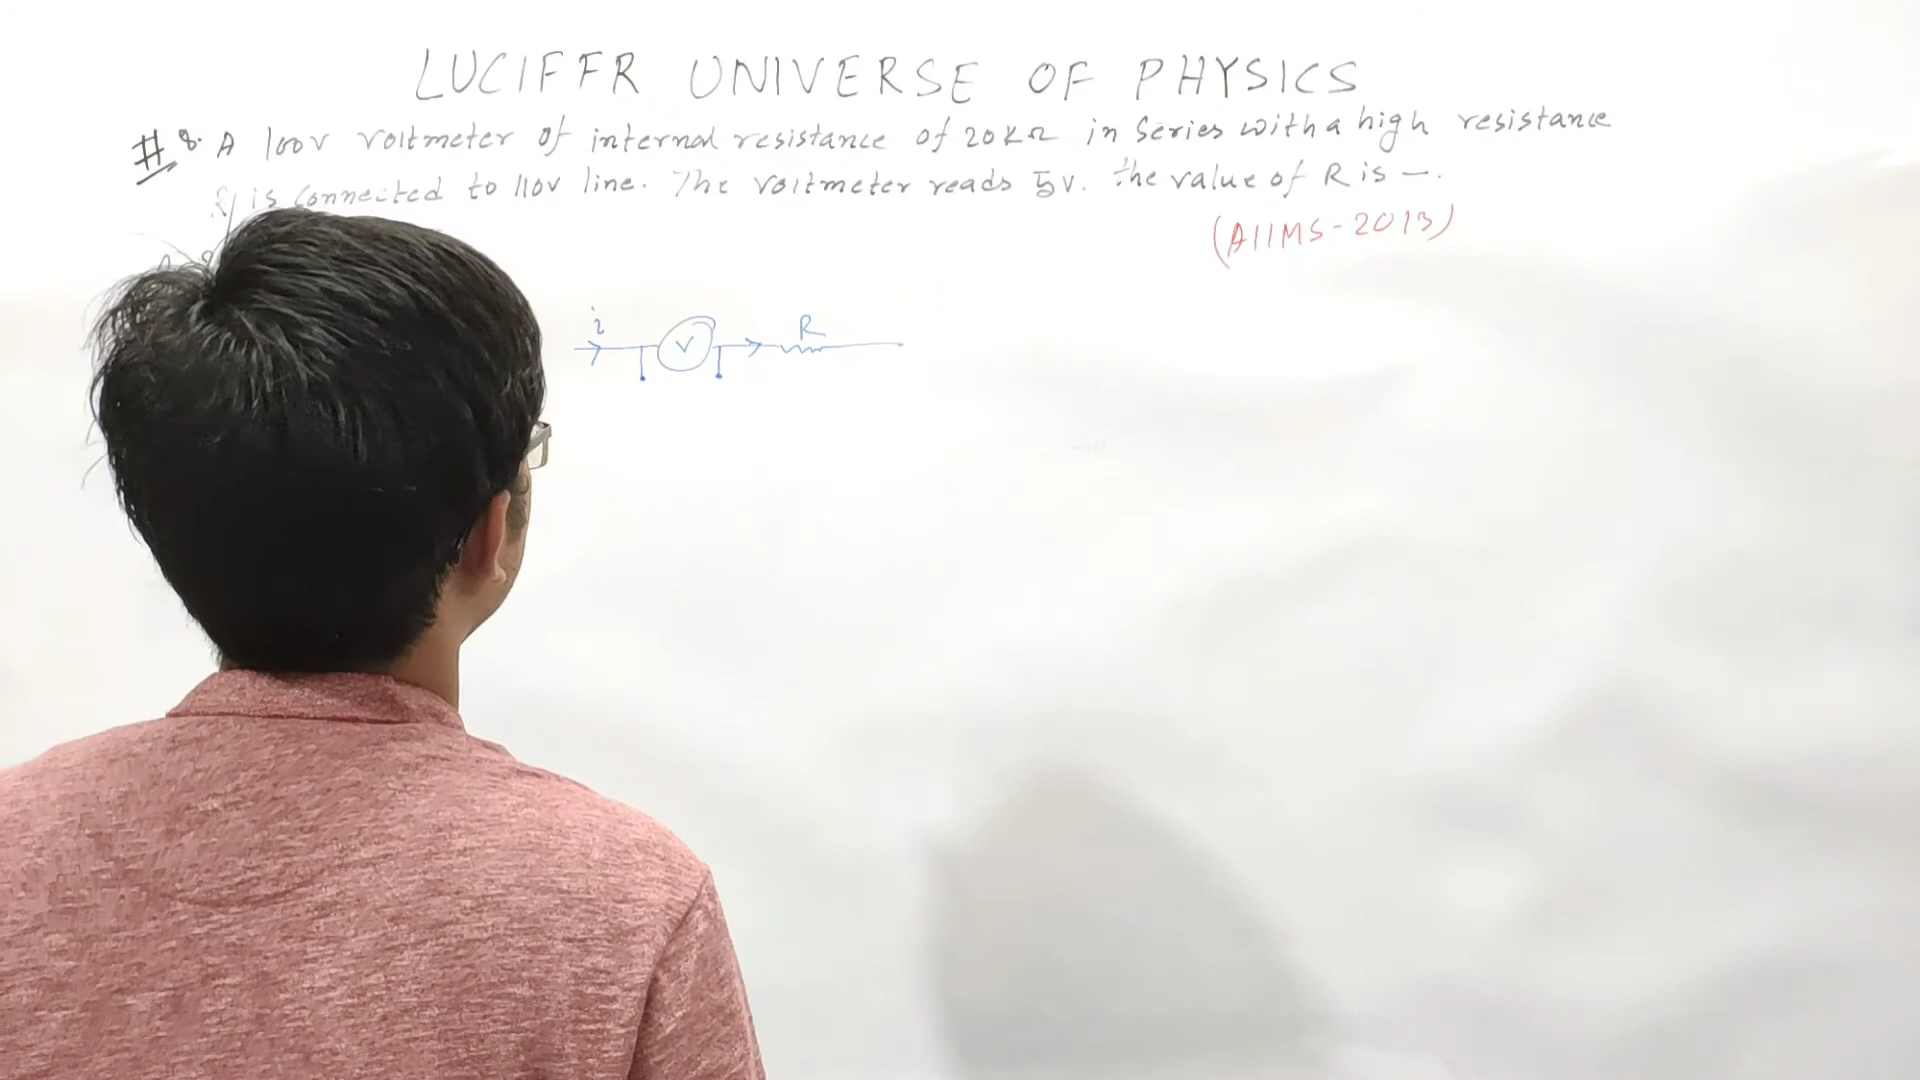 LUCIFFR UNIVERSE OF PHYSICS
# 8. A 100V voltmeter of internal resistance of 20KΩ in Series with a high resistance
is connected to 110V line. The voltmeter reads 5V. the value of R is —.
(AIIMS-2013)
i
V
R